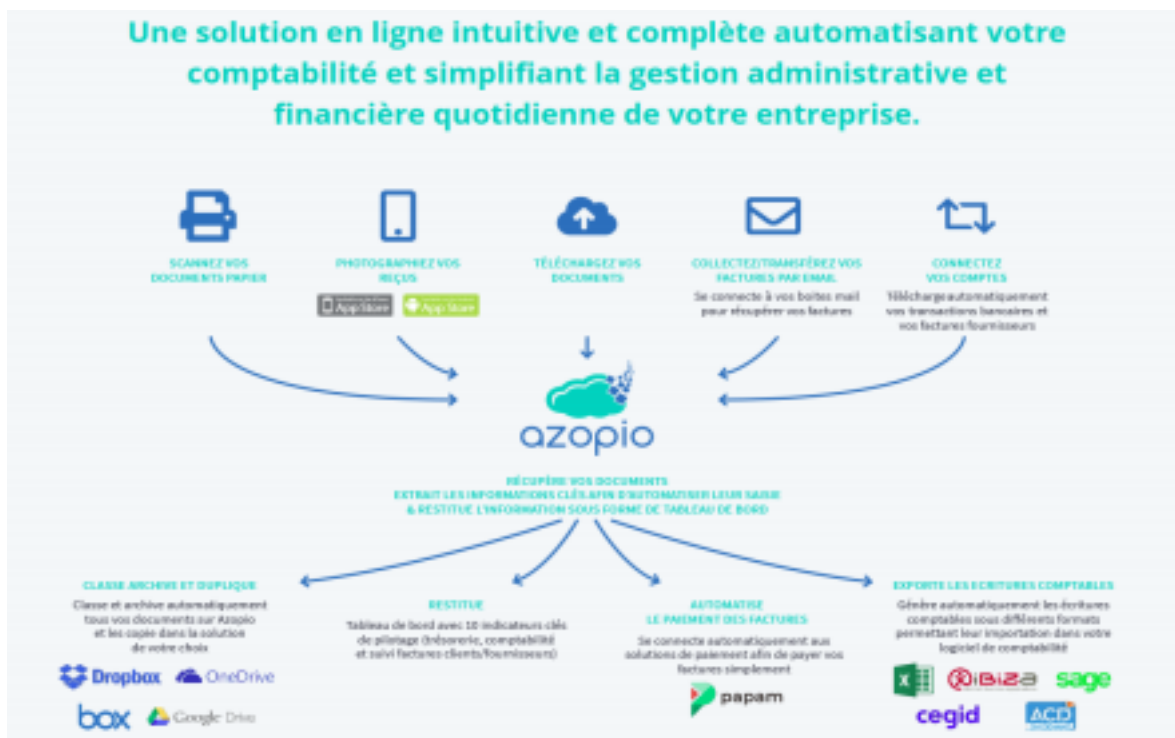 Une solution en ligne intuitive et complète automatisant votre
comptabilité et simplifiant la gestion administrative et
financière quotidienne de votre entreprise.
SCANNEZ VOS
DOCUMENTS PAPIER
PHOTOGRAPHIEZ VOS
REÇUS
App Store
App Store
TÉLÉCHARGEZ VOS
DOCUMENTS
COLLECTEZ/TRANSFÉREZ VOS
FACTURES PAR EMAIL
Se connecte à vos boites mail
pour récupérer vos factures
CONNECTEZ
VOS COMPTES
Télécharge automatiquement
vos transactions bancaires et
vos factures fournisseurs
azopio
RÉCUPÈRE VOS DOCUMENTS
EXTRAIT LES INFORMATIONS CLÉS AFIN D'AUTOMATISER LEUR SAISIE
& RESTITUE L'INFORMATION SOUS FORME DE TABLEAU DE BORD
CLASSE ARCHIVE ET DUPLIQUE
Classe et archive automatiquement
tous vos documents sur Azopio
et les copie dans la solution
de votre choix
Dropbox
OneDrive
box
Google Drive
RESTITUE
Tableau de bord avec 10 indicateurs clés
de pilotage (trésorerie, comptabilité
et suivi factures clients/fournisseurs)
AUTOMATISE
LE PAIEMENT DES FACTURES
Se connecte automatiquement aux
solutions de paiement afin de payer vos
factures simplement
papam
EXPORTE LES ECRITURES COMPTABLES
Génère automatiquement les écritures
comptables sous différents formats
permettant leur importation dans votre
logiciel de comptabilité
iBiZa
sage
cegid
ACD